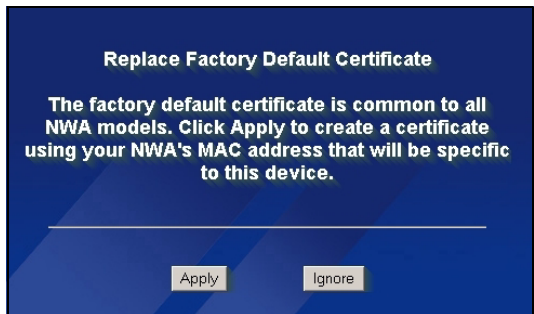 Replace Factory Default Certificate
The factory default certificate is common to all
NWA models. Click Apply to create a certificate
using your NWA's MAC address that will be specific
to this device.
Apply
Ignore